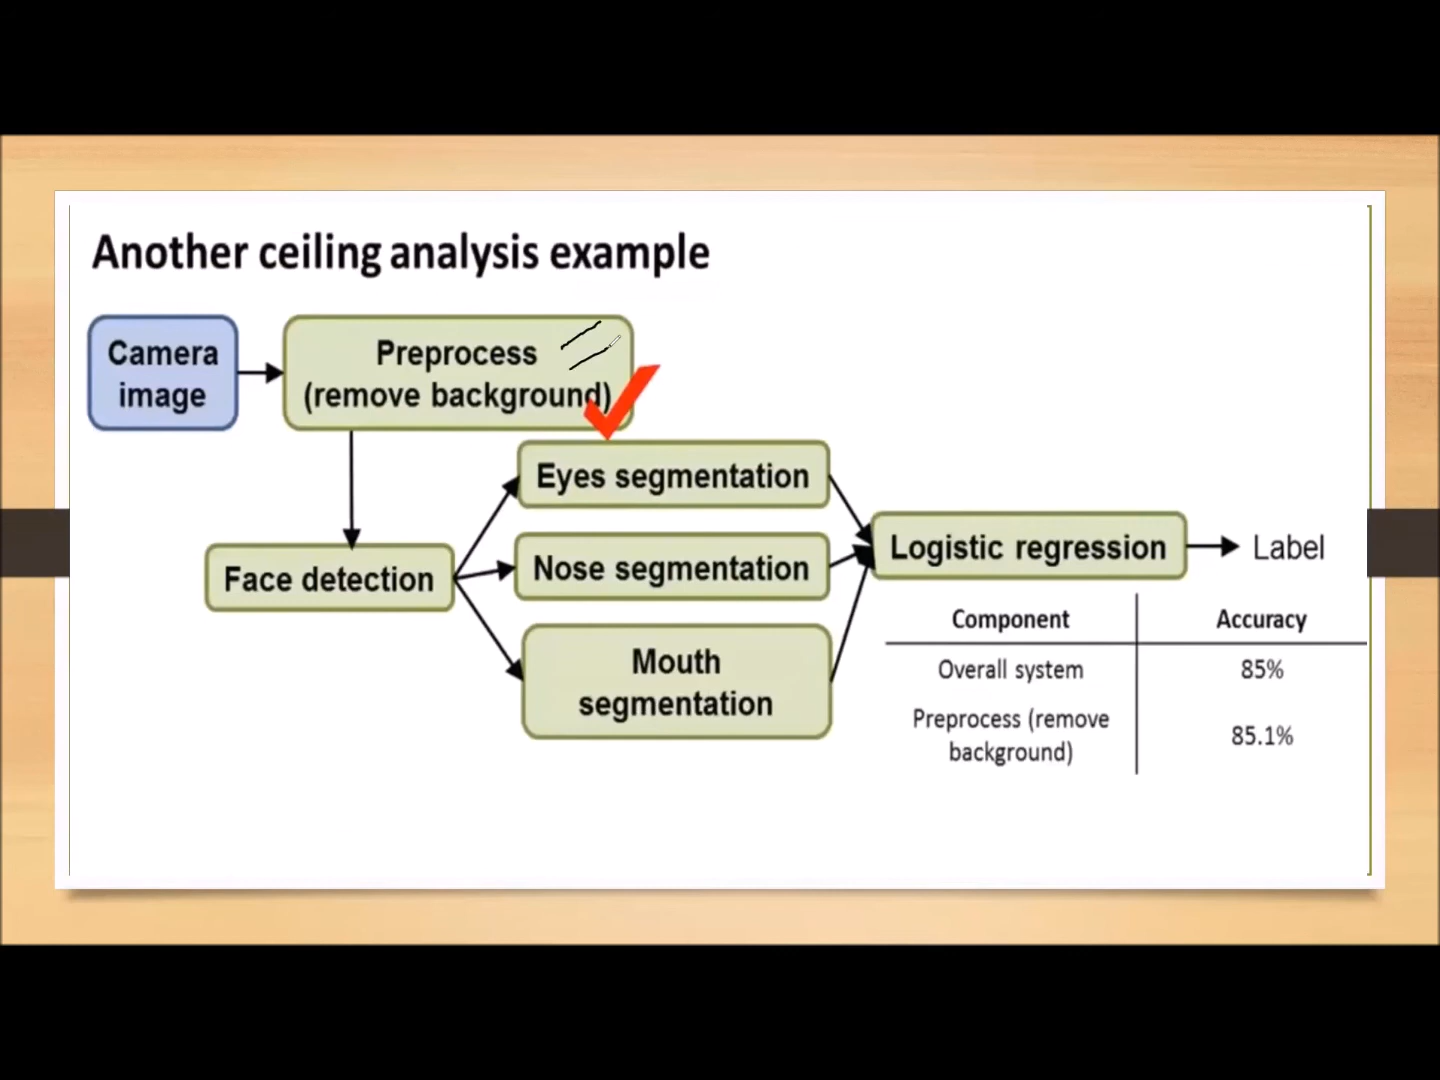 Another ceiling analysis example
Camera
image
Preprocess
(remove background)
Eyes segmentation
Face detection
Nose segmentation
Mouth
segmentation
Logistic regression
Label
Component Accuracy
Overall system 85%
Preprocess (remove
background) 85.1%